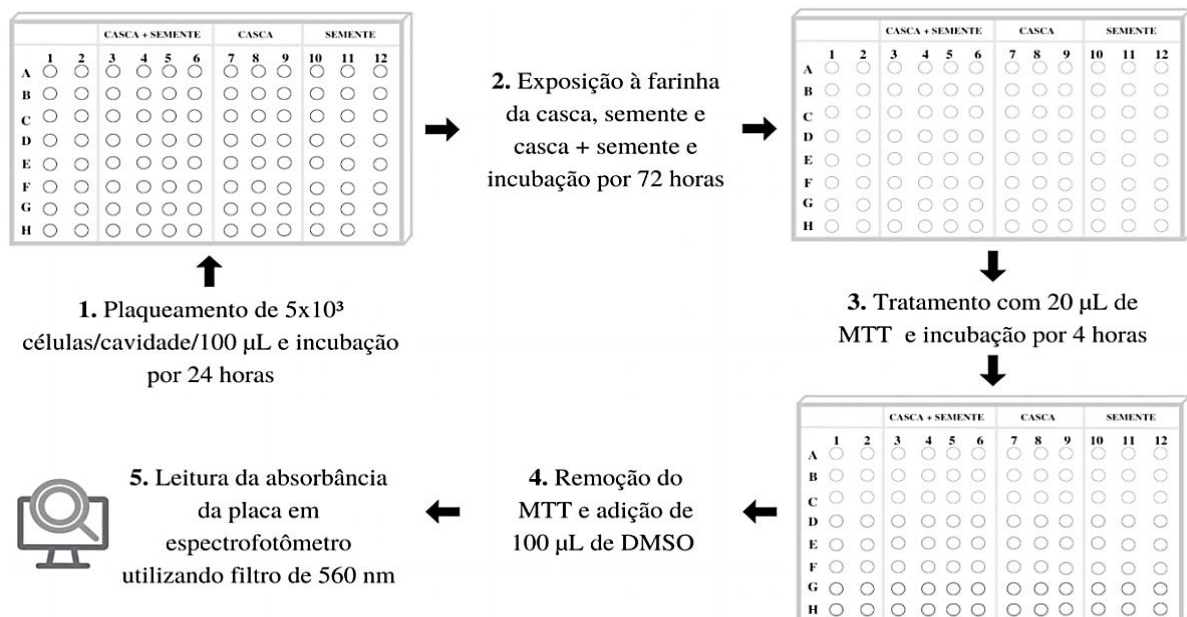 CASCA + SEMENTE CASCA SEMENTE
1 2 3 4 5 6 7 8 9 10 11 12
A
B
C
D
E
F
G
H
2. Exposição à farinha
da casca, semente e
casca + semente e
incubação por 72 horas
CASCA + SEMENTE CASCA SEMENTE
1 2 3 4 5 6 7 8 9 10 11 12
A
B
C
D
E
F
G
H
1. Plaqueamento de 5x10³
células/cavidade/100 µL e incubação
por 24 horas
3. Tratamento com 20 µL de
MTT e incubação por 4 horas
CASCA + SEMENTE CASCA SEMENTE
1 2 3 4 5 6 7 8 9 10 11 12
A
B
C
D
E
F
G
H
4. Remoção do
MTT e adição de
100 µL de DMSO
5. Leitura da absorbância
da placa em
espectrofotômetro
utilizando filtro de 560 nm